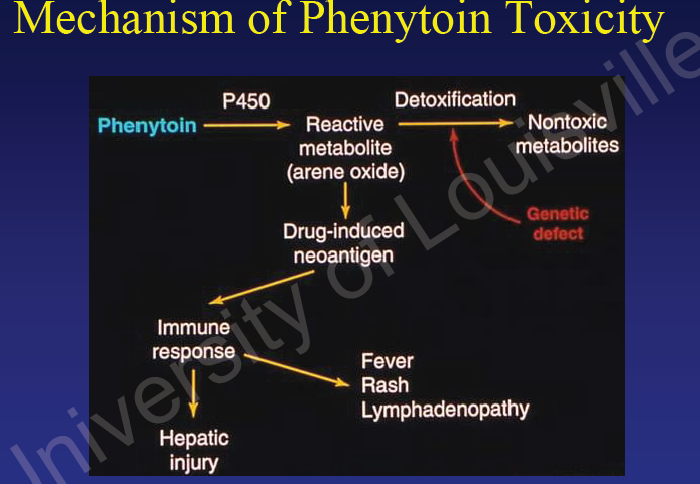 Mechanism of Phenytoin Toxicity
P450
Detoxification
Phenytoin
Reactive
metabolite
(arene oxide)
Nontoxic
metabolites
Genetic
defect
Drug-induced
neoantigen
Immune
response
Fever
Rash
Lymphadenopathy
Hepatic
injury
University of Louisville